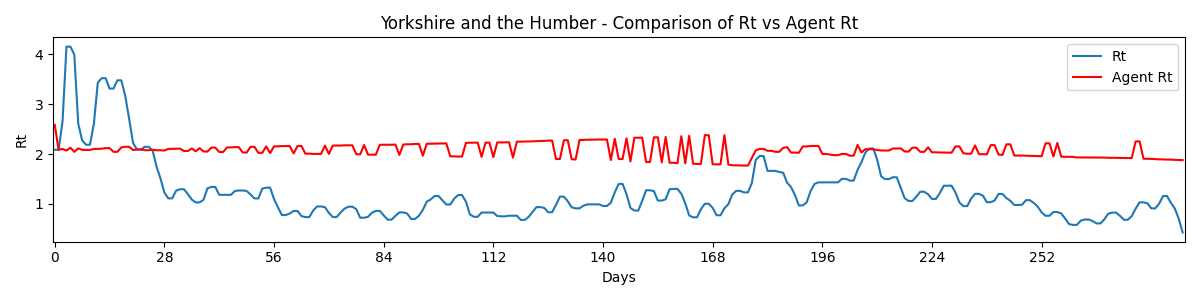 Yorkshire and the Humber - Comparison of Rt vs Agent Rt
Rt
Agent Rt
Rt
4
3
2
1
0 28 56 84 112 140 168 196 224 252
Days